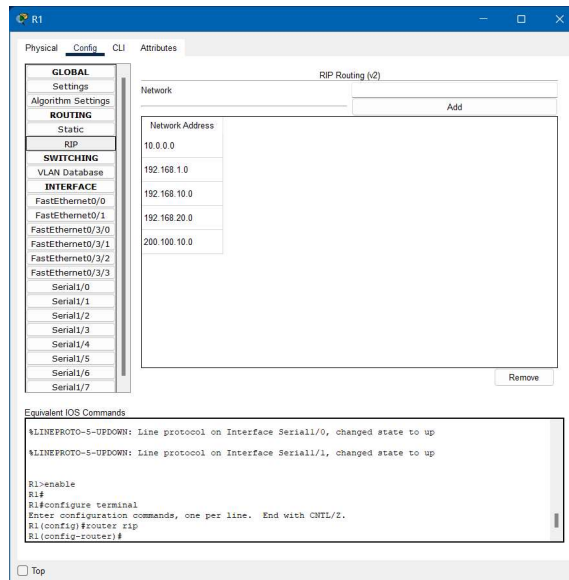 R1
Physical Config CLI Attributes
GLOBAL
Settings
Algorithm Settings
ROUTING
Static
RIP
SWITCHING
VLAN Database
INTERFACE
FastEthernet0/0
FastEthernet0/1
FastEthernet0/3/0
FastEthernet0/3/1
FastEthernet0/3/2
FastEthernet0/3/3
Serial1/0
Serial1/1
Serial1/2
Serial1/3
Serial1/4
Serial1/5
Serial1/6
Serial1/7
RIP Routing (v2)
Network
Add
Network Address
10.0.0.0
192.168.1.0
192.168.10.0
192.168.20.0
200.100.10.0
Remove
Equivalent IOS Commands
%LINEPROTO-5-UPDOWN: Line protocol on Interface Serial1/0, changed state to up
%LINEPROTO-5-UPDOWN: Line protocol on Interface Serial1/1, changed state to up
R1>enable
R1#
R1#configure terminal
Enter configuration commands, one per line. End with CNTL/Z.
R1(config)#router rip
R1(config-router)#
Top